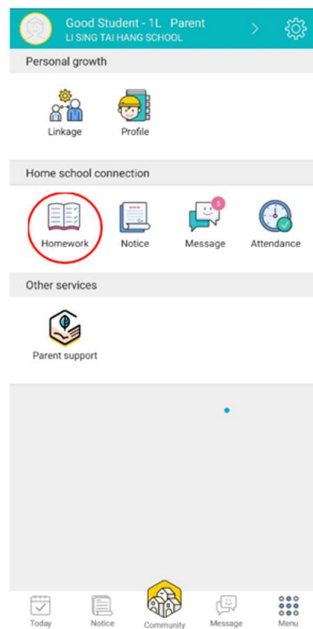 Good Student - 1L Parent
LI SING TAI HANG SCHOOL
Personal growth
Linkage Profile
Home school connection
5
Homework Notice Message Attendance
Other services
Parent support
Today Notice Community Message Menu